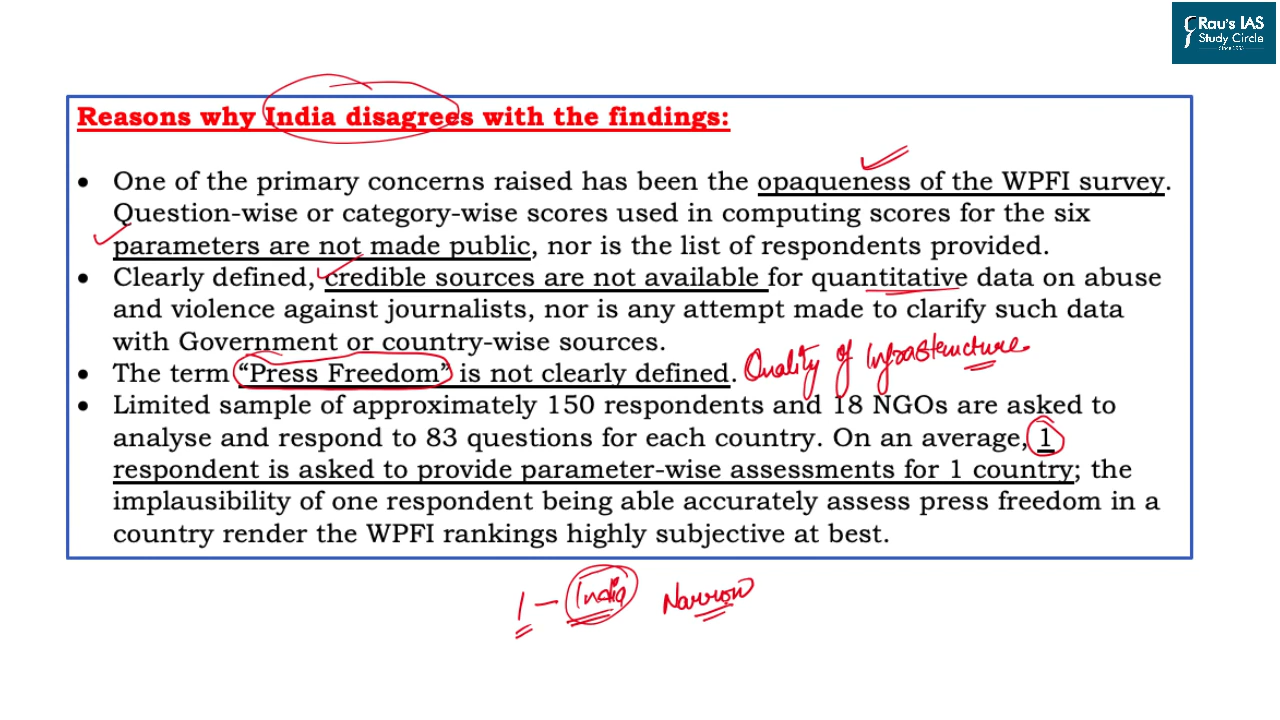 Rau's IAS
Study Circle
Since 1953
Reasons why India disagrees with the findings:
• One of the primary concerns raised has been the opaqueness of the WPFI survey.
Question-wise or category-wise scores used in computing scores for the six
parameters are not made public, nor is the list of respondents provided.
• Clearly defined, credible sources are not available for quantitative data on abuse
and violence against journalists, nor is any attempt made to clarify such data
with Government or country-wise sources.
• The term “Press Freedom” is not clearly defined. Quality of Infrastructure
• Limited sample of approximately 150 respondents and 18 NGOs are asked to
analyse and respond to 83 questions for each country. On an average, 1
respondent is asked to provide parameter-wise assessments for 1 country; the
implausibility of one respondent being able accurately assess press freedom in a
country render the WPFI rankings highly subjective at best.
1 – India Narrow